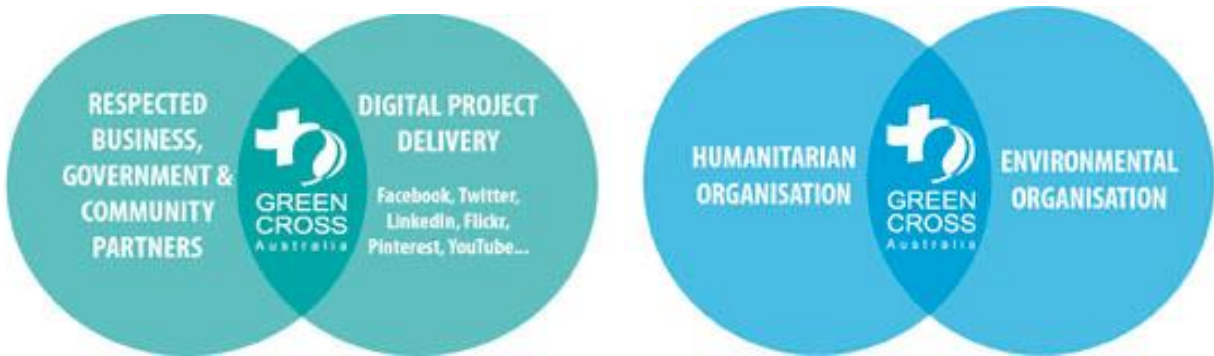 RESPECTED
BUSINESS,
GOVERNMENT &
COMMUNITY
PARTNERS
GREEN
CROSS
Australia
DIGITAL PROJECT
DELIVERY
Facebook, Twitter,
LinkedIn, Flickr,
Pinterest, YouTube...
HUMANITARIAN
ORGANISATION
GREEN
CROSS
Australia
ENVIRONMENTAL
ORGANISATION